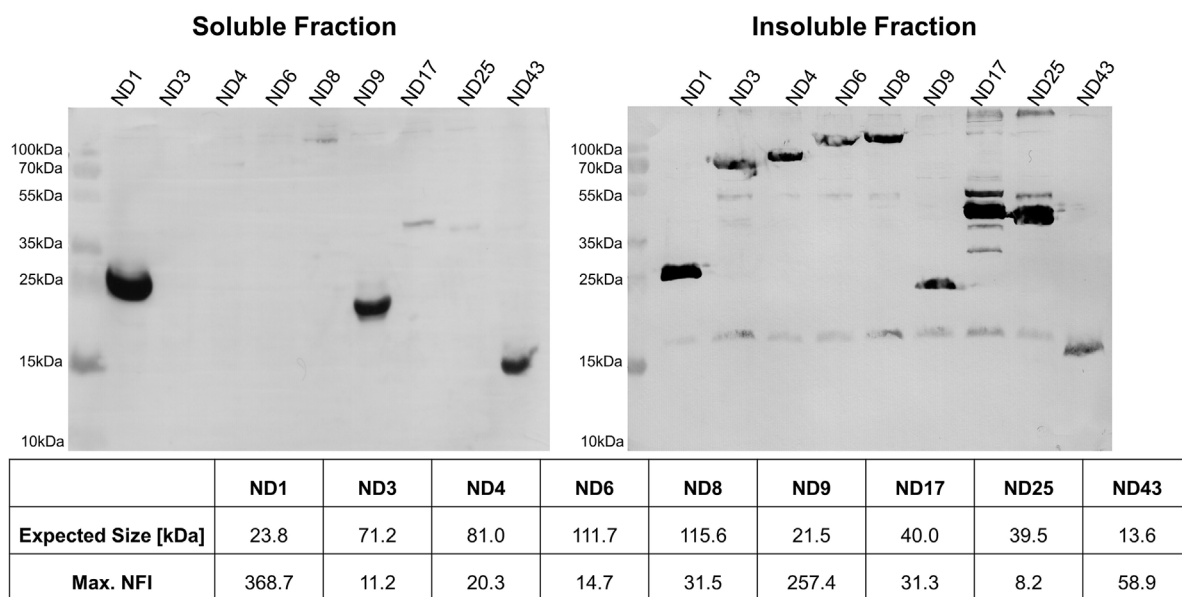 Soluble Fraction
Insoluble Fraction
ND1 ND3 ND4 ND6 ND8 ND9 ND17 ND25 ND43
ND1 ND3 ND4 ND6 ND8 ND9 ND17 ND25 ND43
100kDa
70kDa
55kDa
35kDa
25kDa
15kDa
10kDa
100kDa
70kDa
55kDa
35kDa
25kDa
15kDa
10kDa
ND1 ND3 ND4 ND6 ND8 ND9 ND17 ND25 ND43
Expected Size [kDa] 23.8 71.2 81.0 111.7 115.6 21.5 40.0 39.5 13.6
Max. NFI 368.7 11.2 20.3 14.7 31.5 257.4 31.3 8.2 58.9